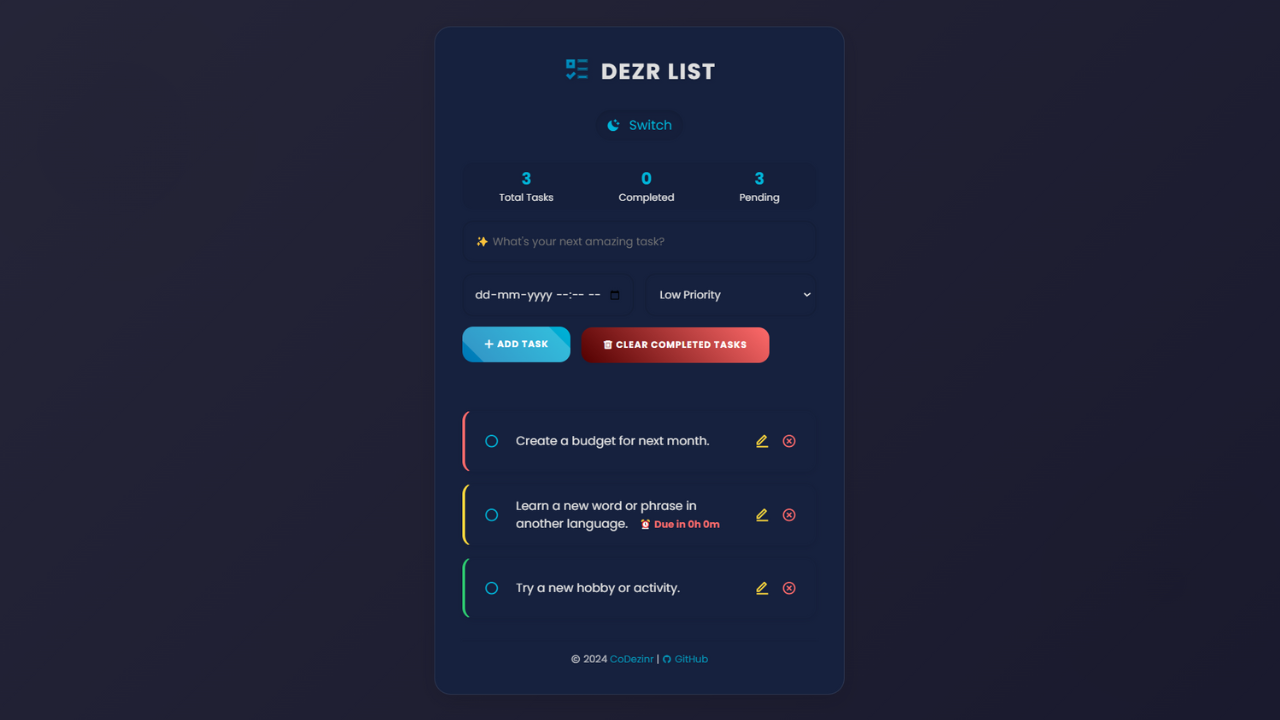 DEZR LIST
Switch
3 0 3
Total Tasks Completed Pending
✨ What's your next amazing task?
dd-mm-yyyy --:-- -- Low Priority
+ ADD TASK CLEAR COMPLETED TASKS
Create a budget for next month.
Learn a new word or phrase in
another language. ⏰ Due in 0h 0m
Try a new hobby or activity.
© 2024 CoDezinr | GitHub